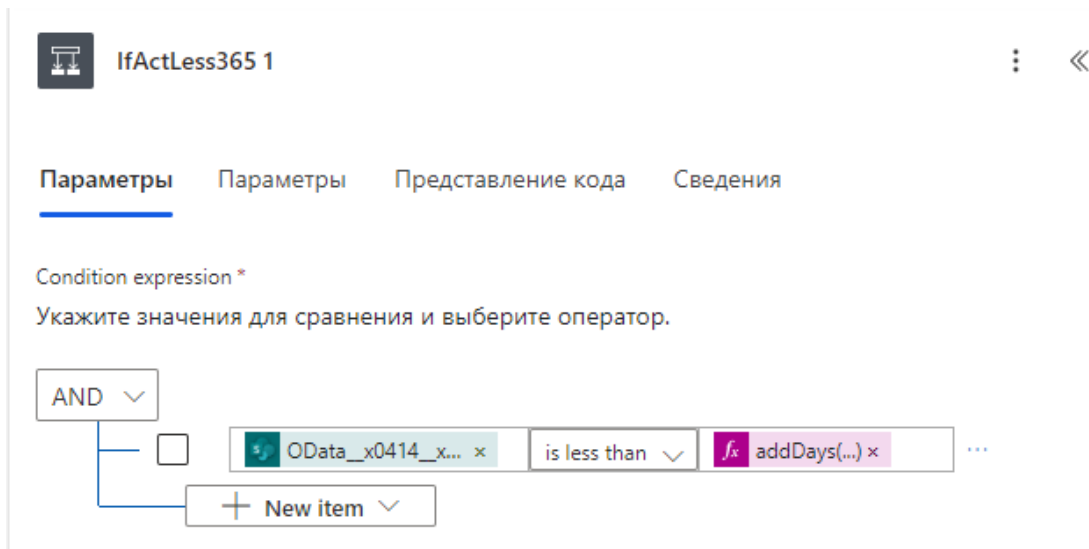 IfActLess365 1
Параметры Параметры Представление кода Сведения
Condition expression *
Укажите значения для сравнения и выберите оператор.
AND
OData__x0414__x... × is less than fx addDays(...) × ...
+ New item